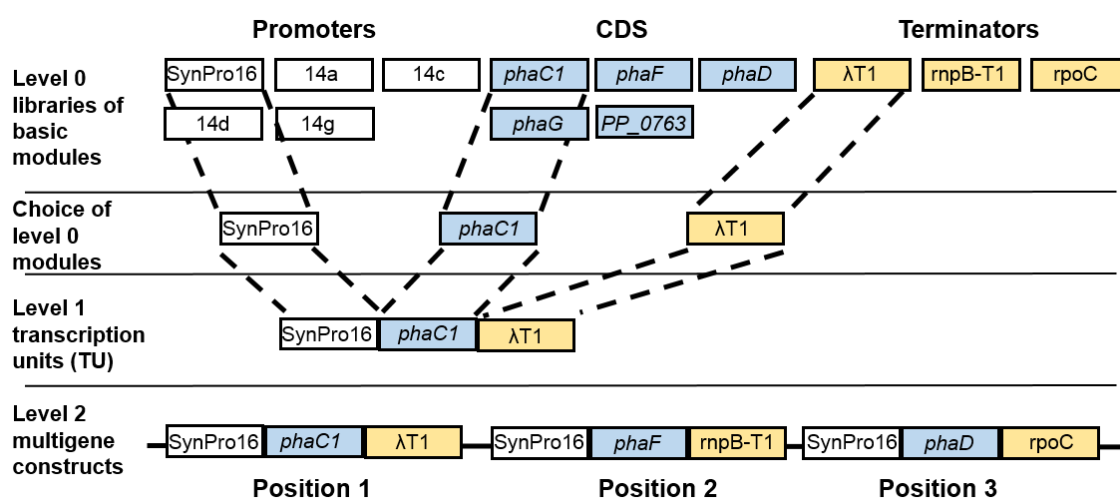 Promoters CDS Terminators
Level 0
libraries of
basic
modules
SynPro16 14a 14c phaC1 phaF phaD λT1 rnpB-T1 rpoC
14d 14g phaG PP_0763
Choice of
level 0
modules
SynPro16 phaC1 λT1
Level 1
transcription
units (TU)
SynPro16 phaC1 λT1
Level 2
multigene
constructs
SynPro16 phaC1 λT1 SynPro16 phaF rnpB-T1 SynPro16 phaD rpoC
Position 1 Position 2 Position 3